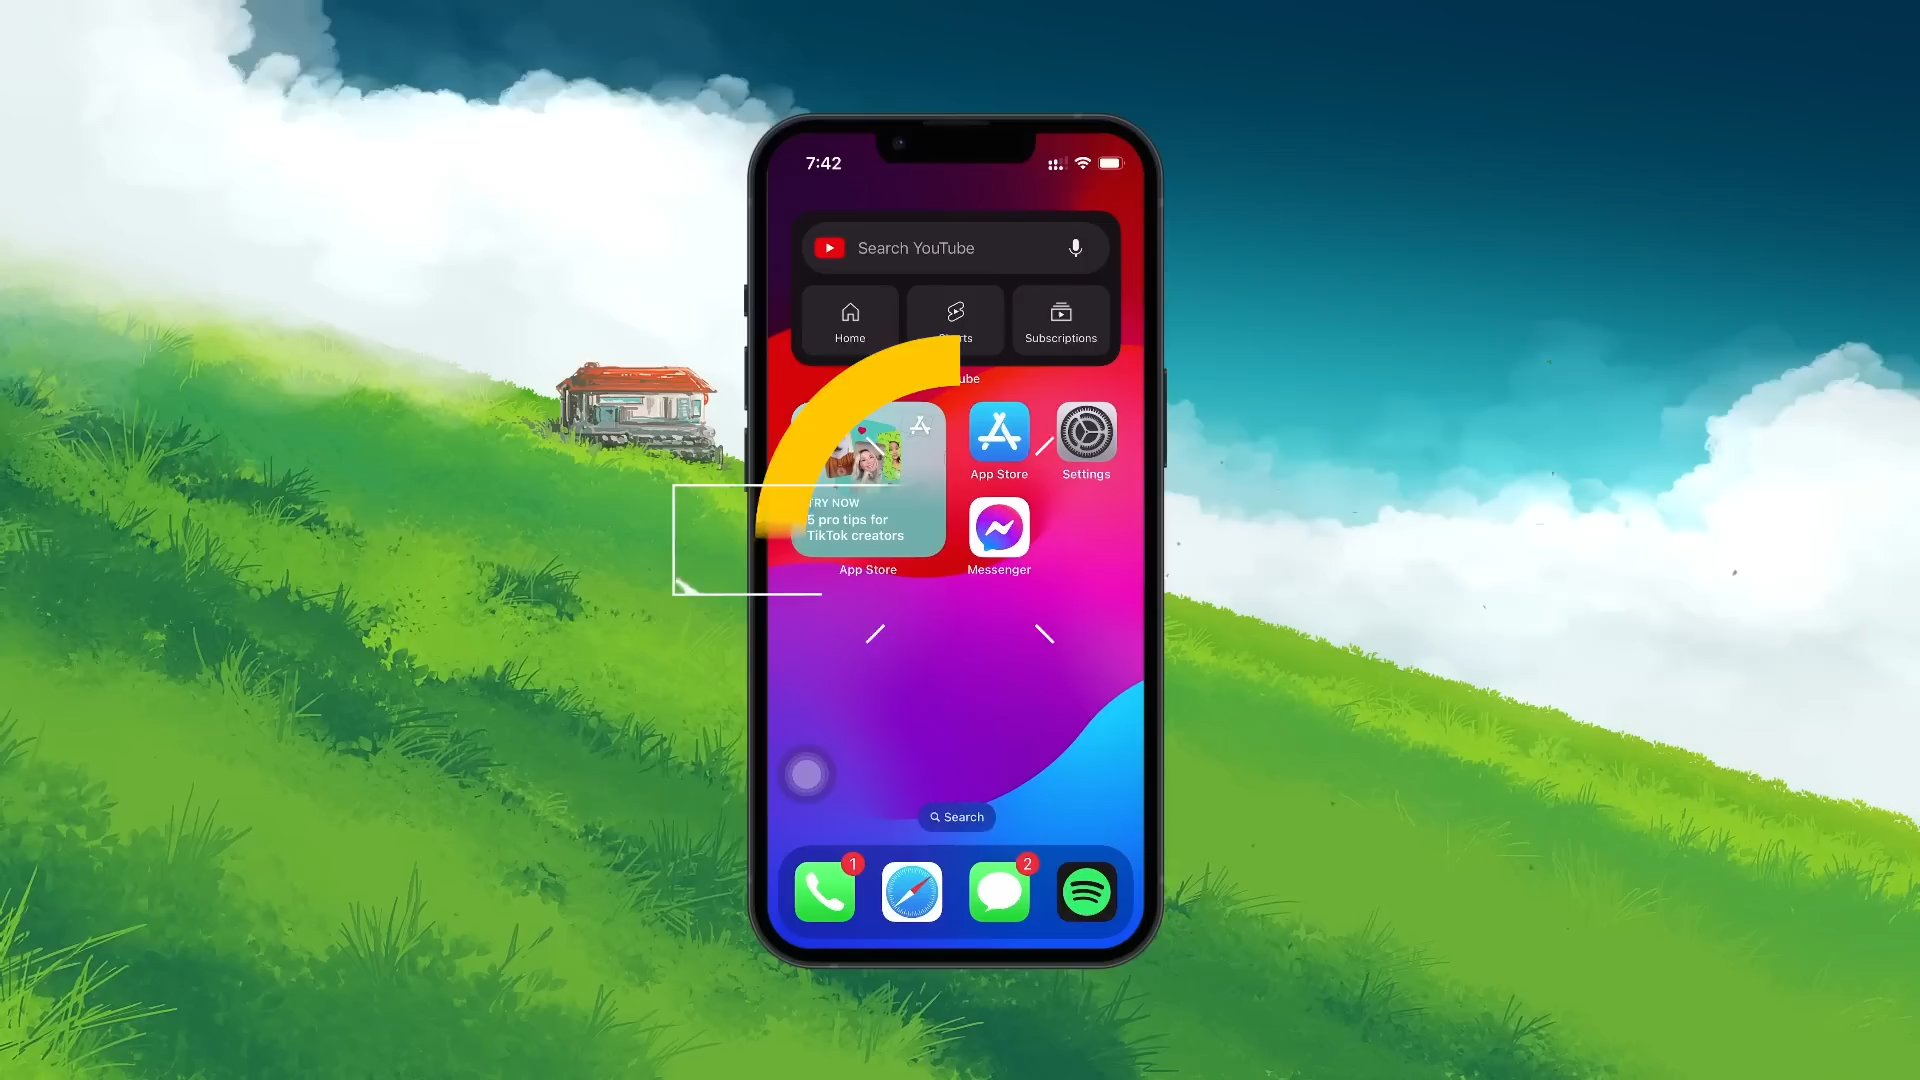 7:42
Search YouTube
Home
Subscriptions
TRY NOW
5 pro tips for
TikTok creators
App Store
App Store
Settings
Messenger
Search
1
2